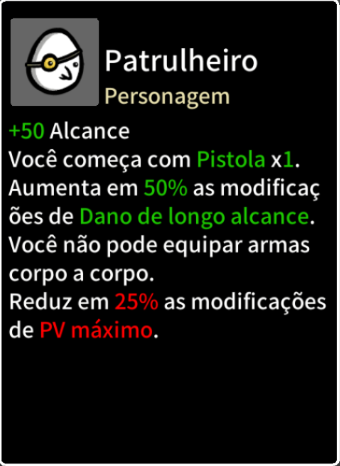 Patrulheiro
Personagem
+50 Alcance
Você começa com Pistola x1.
Aumenta em 50% as modificaç
ões de Dano de longo alcance.
Você não pode equipar armas
corpo a corpo.
Reduz em 25% as modificações
de PV máximo.